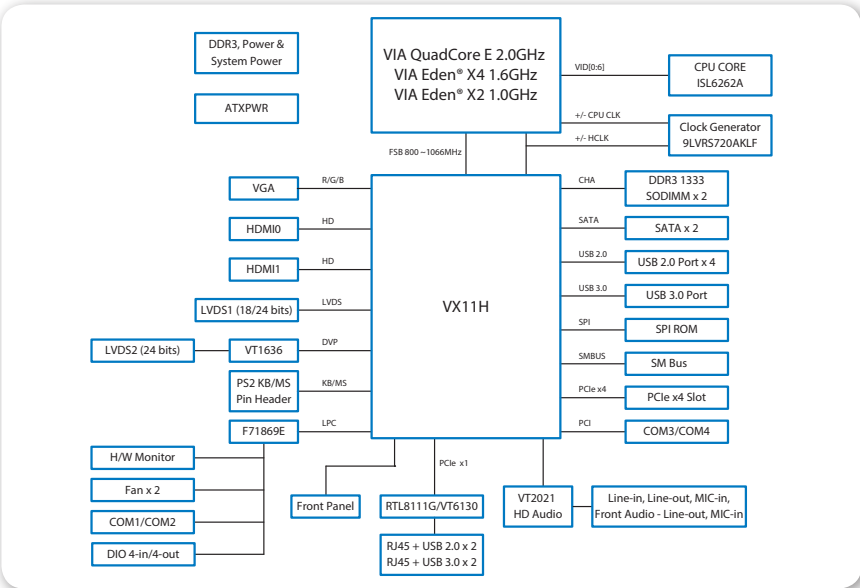 DDR3, Power &
System Power
ATXPWR
VIA QuadCore E 2.0GHz
VIA Eden® X4 1.6GHz
VIA Eden® X2 1.0GHz
VID[0:6]
CPU CORE
ISL6262A
+/- CPU CLK
+/- HCLK
Clock Generator
9LVRS720AKLF
FSB 800 ~1066MHz
VGA
R/G/B
HDMI0
HD
HDMI1
HD
LVDS1 (18/24 bits)
LVDS
LVDS2 (24 bits)
VT1636
DVP
PS2 KB/MS
Pin Header
KB/MS
F71869E
LPC
VX11H
CHA
DDR3 1333
SODIMM x 2
SATA
SATA x 2
USB 2.0
USB 2.0 Port x 4
USB 3.0
USB 3.0 Port
SPI
SPI ROM
SMBUS
SM Bus
PCIe x4
PCIe x4 Slot
PCI
COM3/COM4
H/W Monitor
Fan x 2
COM1/COM2
DIO 4-in/4-out
Front Panel
PCIe x1
RTL8111G/VT6130
RJ45 + USB 2.0 x 2
RJ45 + USB 3.0 x 2
VT2021
HD Audio
Line-in, Line-out, MIC-in,
Front Audio - Line-out, MIC-in